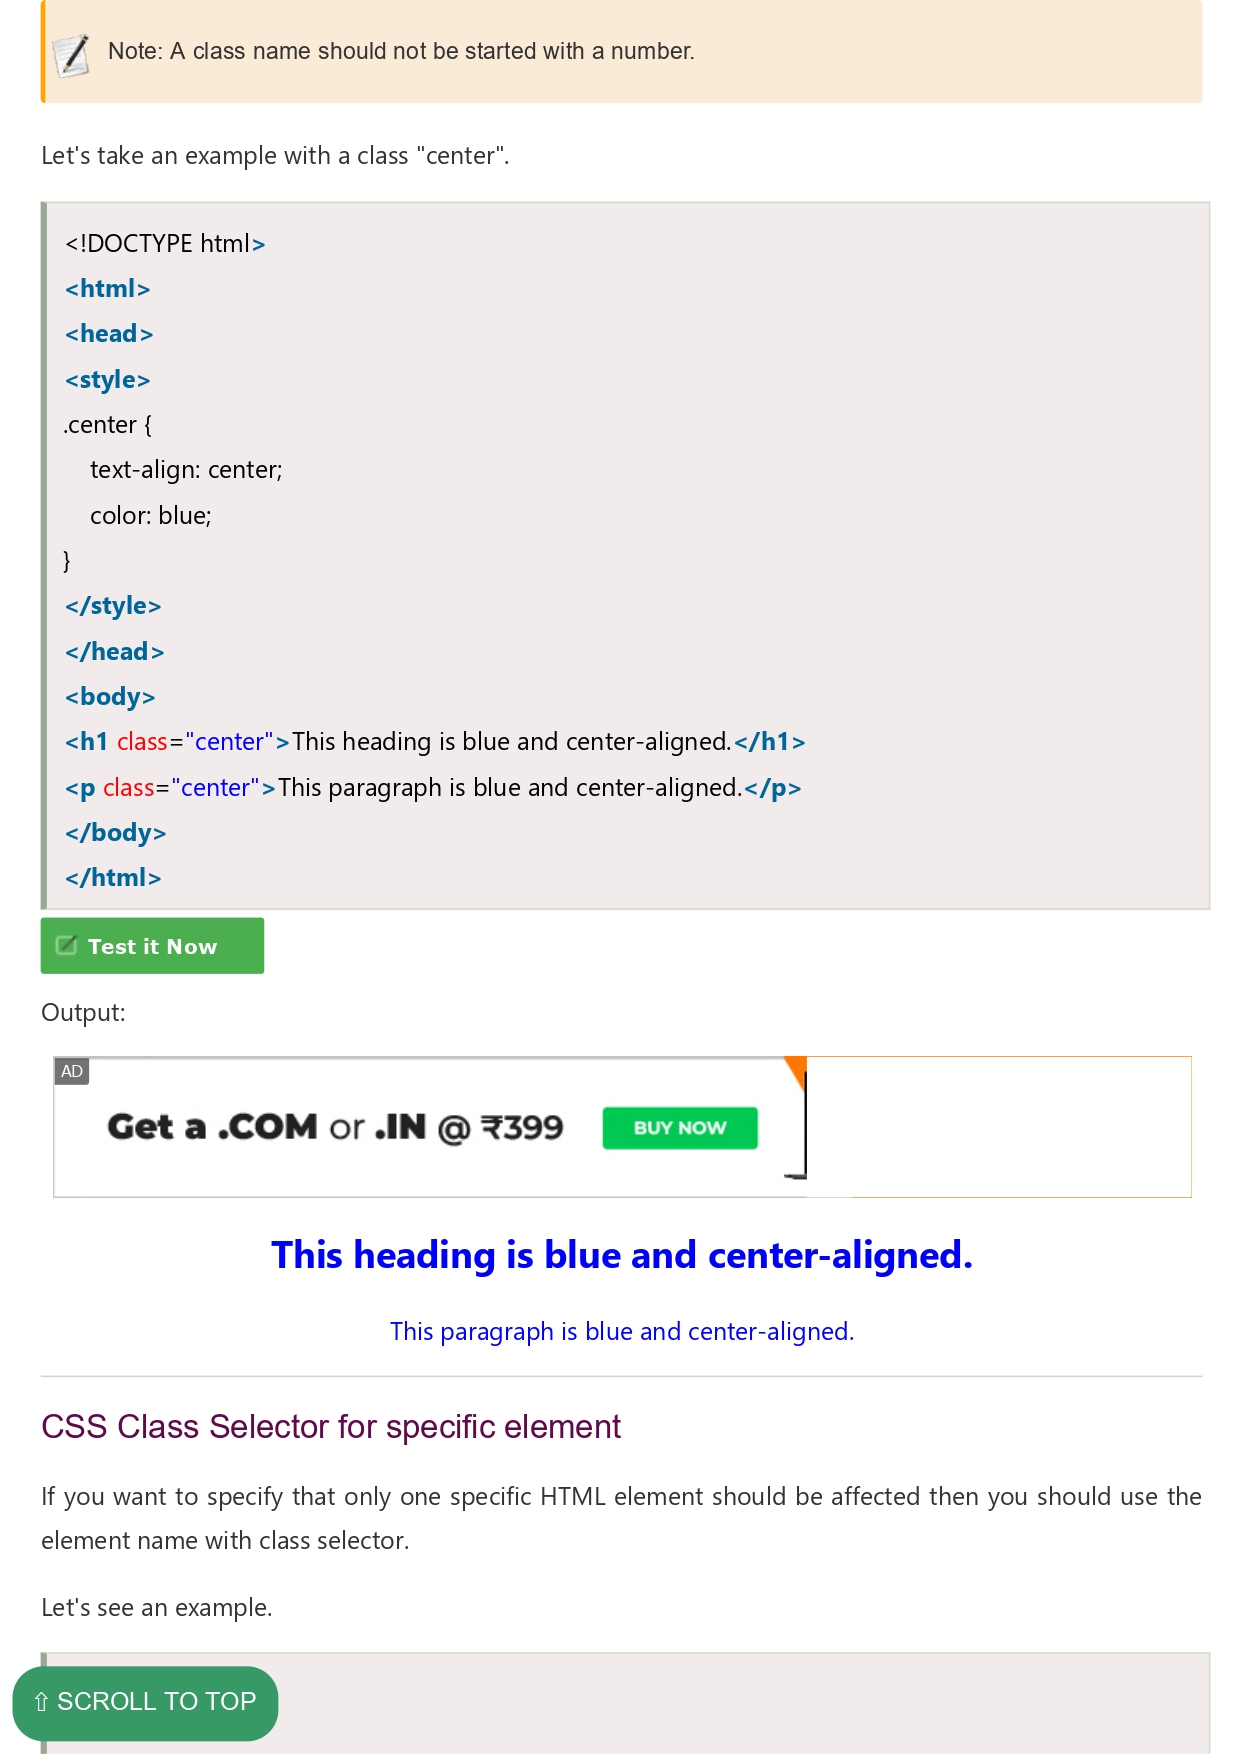 Note: A class name should not be started with a number.
Let's take an example with a class "center".
<!DOCTYPE html>
<html>
<head>
<style>
.center {
    text-align: center;
    color: blue;
}
</style>
</head>
<body>
<h1 class="center">This heading is blue and center-aligned.</h1>
<p class="center">This paragraph is blue and center-aligned.</p>
</body>
</html>
Test it Now
Output:
AD
Get a .COM or .IN @ ₹399 BUY NOW
This heading is blue and center-aligned.
This paragraph is blue and center-aligned.
CSS Class Selector for specific element
If you want to specify that only one specific HTML element should be affected then you should use the
element name with class selector.
Let's see an example.
⇧ SCROLL TO TOP